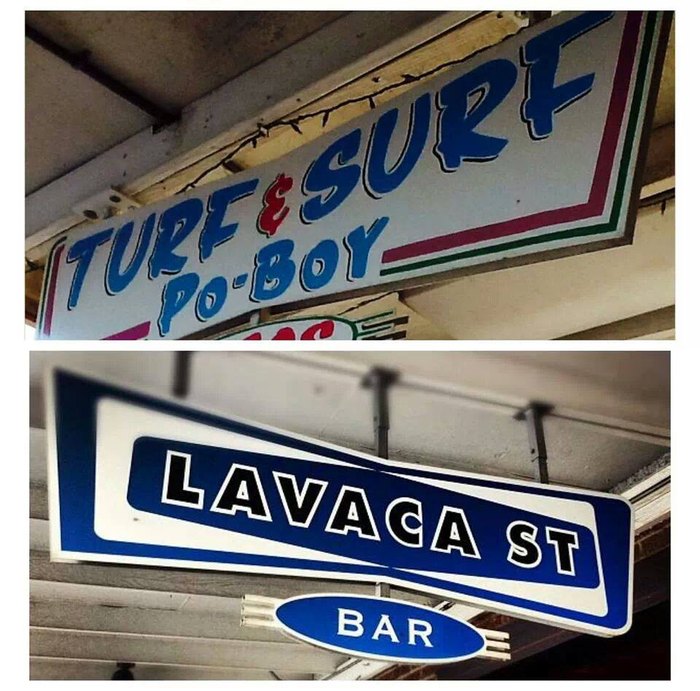 TURF & SURF
PO-BOY
LAVACA ST
BAR